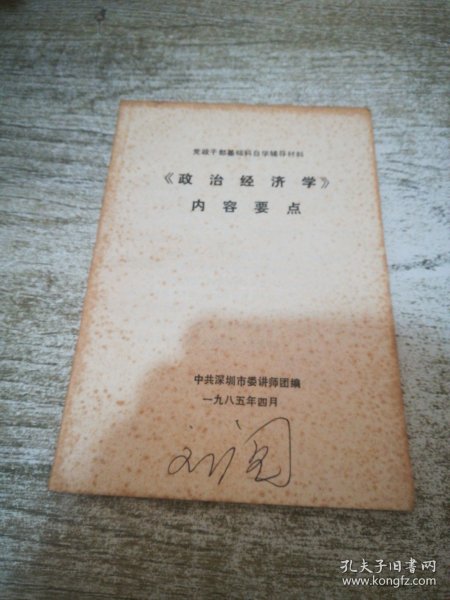 党政干部基础科自学辅导材料
《政治经济学》
内容要点
中共深圳市委讲师团编
一九八五年四月
孔夫子旧书网
www.kongfz.com